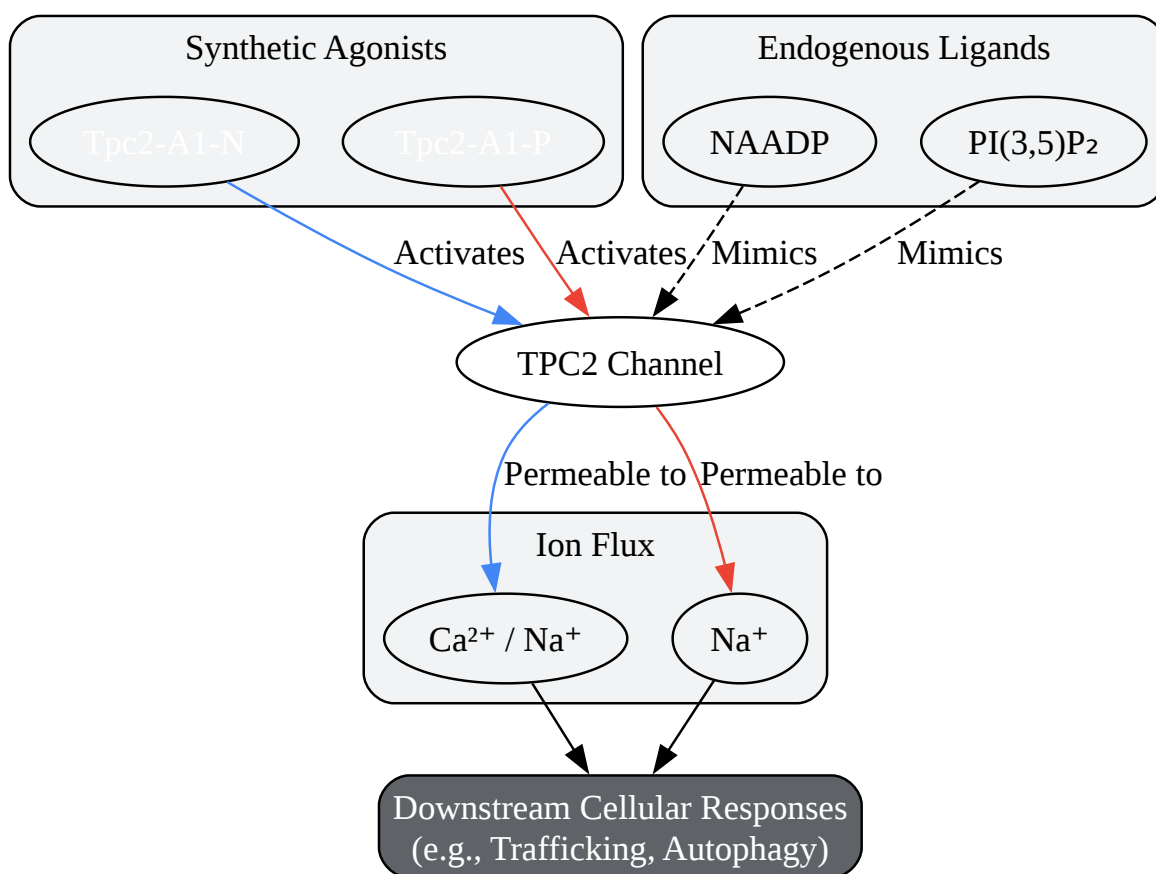 Synthetic Agonists
Endogenous Ligands
Tpc2-A1-N
Tpc2-A1-P
NAADP
PI(3,5)P₂
Activates
Activates
Mimics
Mimics
TPC2 Channel
Permeable to
Permeable to
Ion Flux
Ca²⁺ / Na⁺
Na⁺
Downstream Cellular Responses
(e.g., Trafficking, Autophagy)